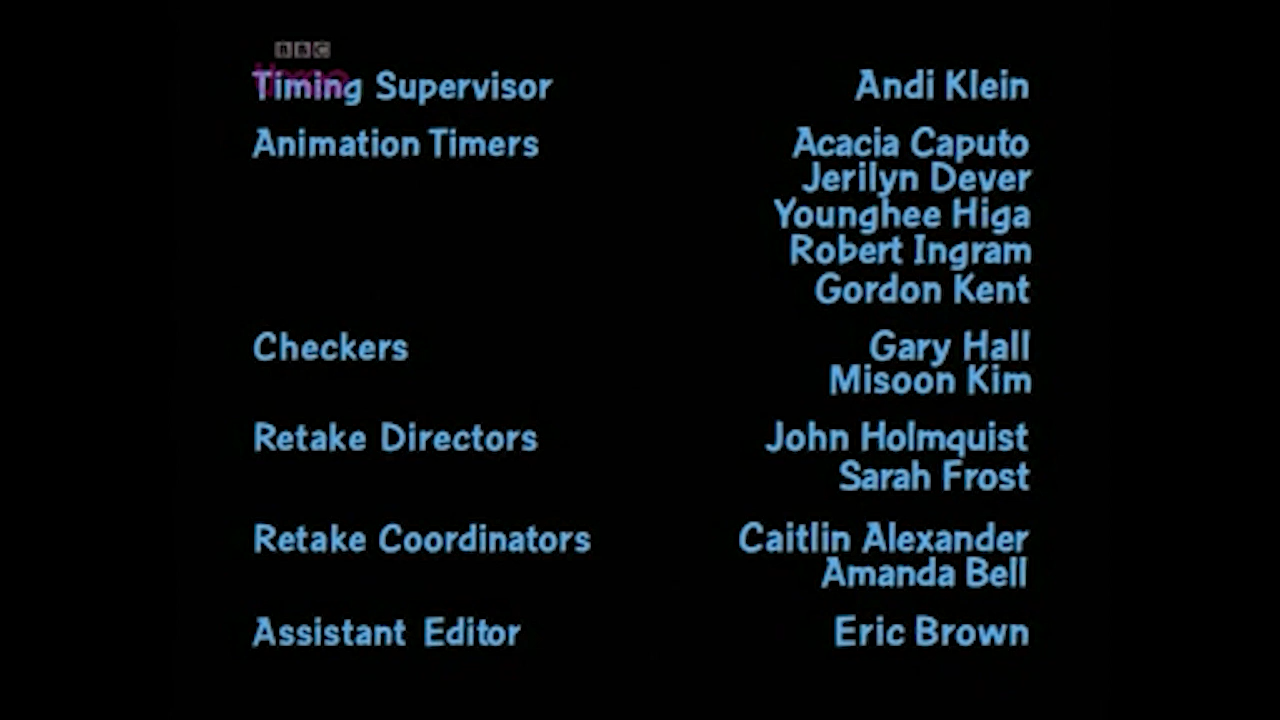 BBC
three
Timing Supervisor Andi Klein
Animation Timers Acacia Caputo
Jerilyn Dever
Younghee Higa
Robert Ingram
Gordon Kent
Checkers Gary Hall
Misoon Kim
Retake Directors John Holmquist
Sarah Frost
Retake Coordinators Caitlin Alexander
Amanda Bell
Assistant Editor Eric Brown